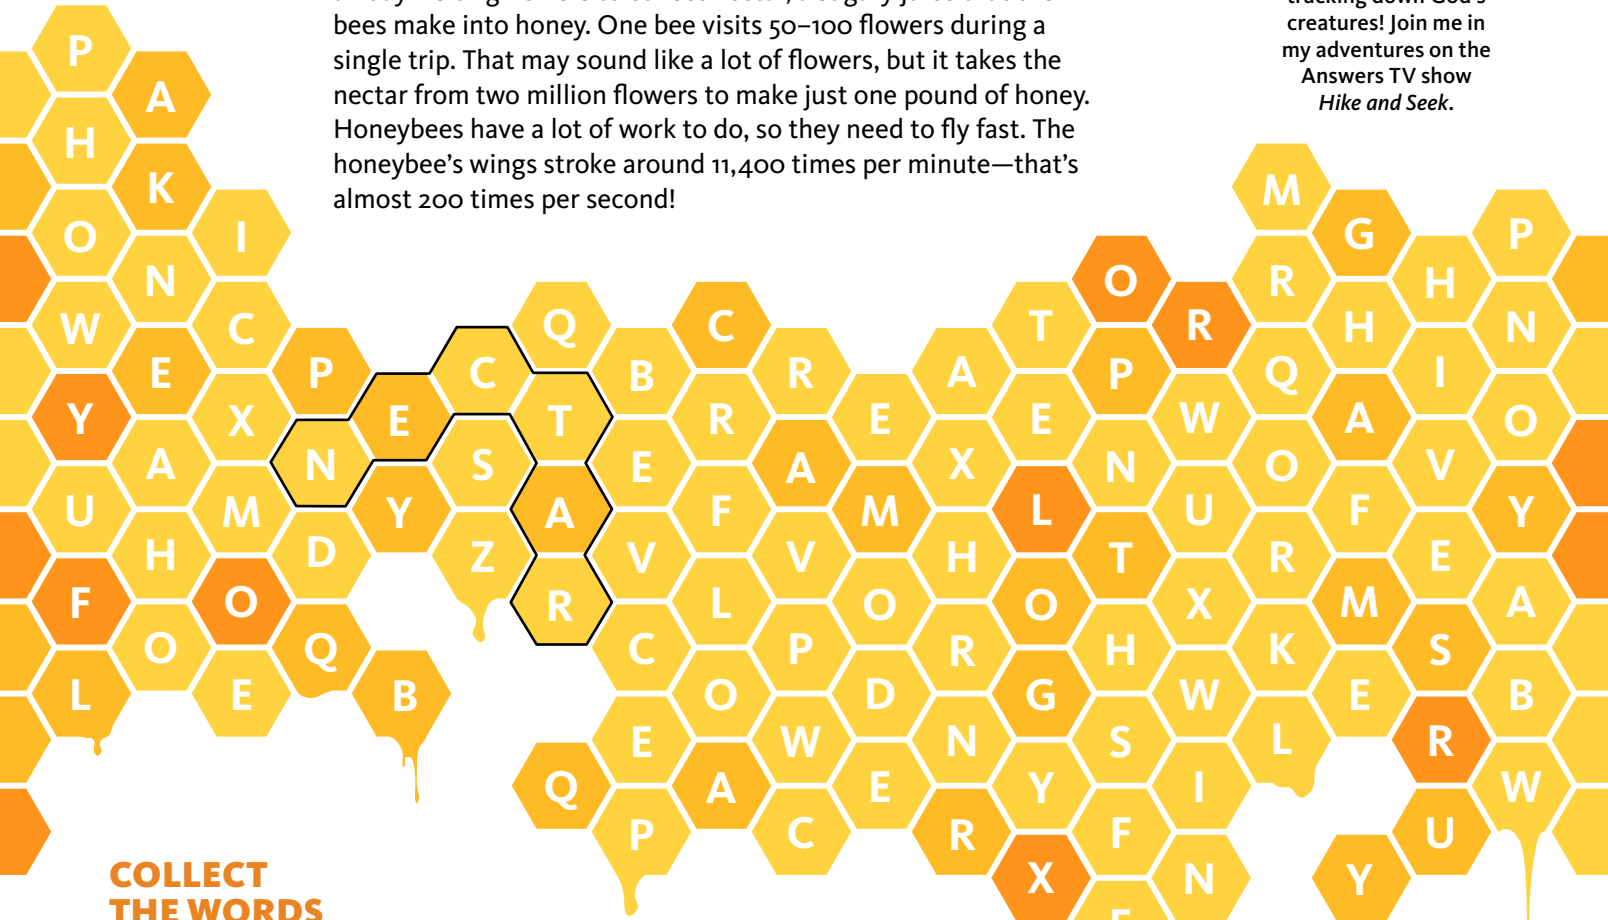 bees make into honey. One bee visits 50–100 flowers during a
single trip. That may sound like a lot of flowers, but it takes the
nectar from two million flowers to make just one pound of honey.
Honeybees have a lot of work to do, so they need to fly fast. The
honeybee's wings stroke around 11,400 times per minute—that's
almost 200 times per second!
tracking down God's
creatures! Join me in
my adventures on the
Answers TV show
Hike and Seek.
P H O W Y U F L
A K N E A H O
I C X M O E
P N D Q
E Y B
C S Z
Q T A R Q
B E V C E P
C R F L O A
R A V P W C
E M O D E
A X H R N R
T E L O G Y X
O P N T H S F
R W U X W I N
M R Q O R K L
G H A F M E Y
H I V E S R U
P N O Y A B W
COLLECT
THE WORDS